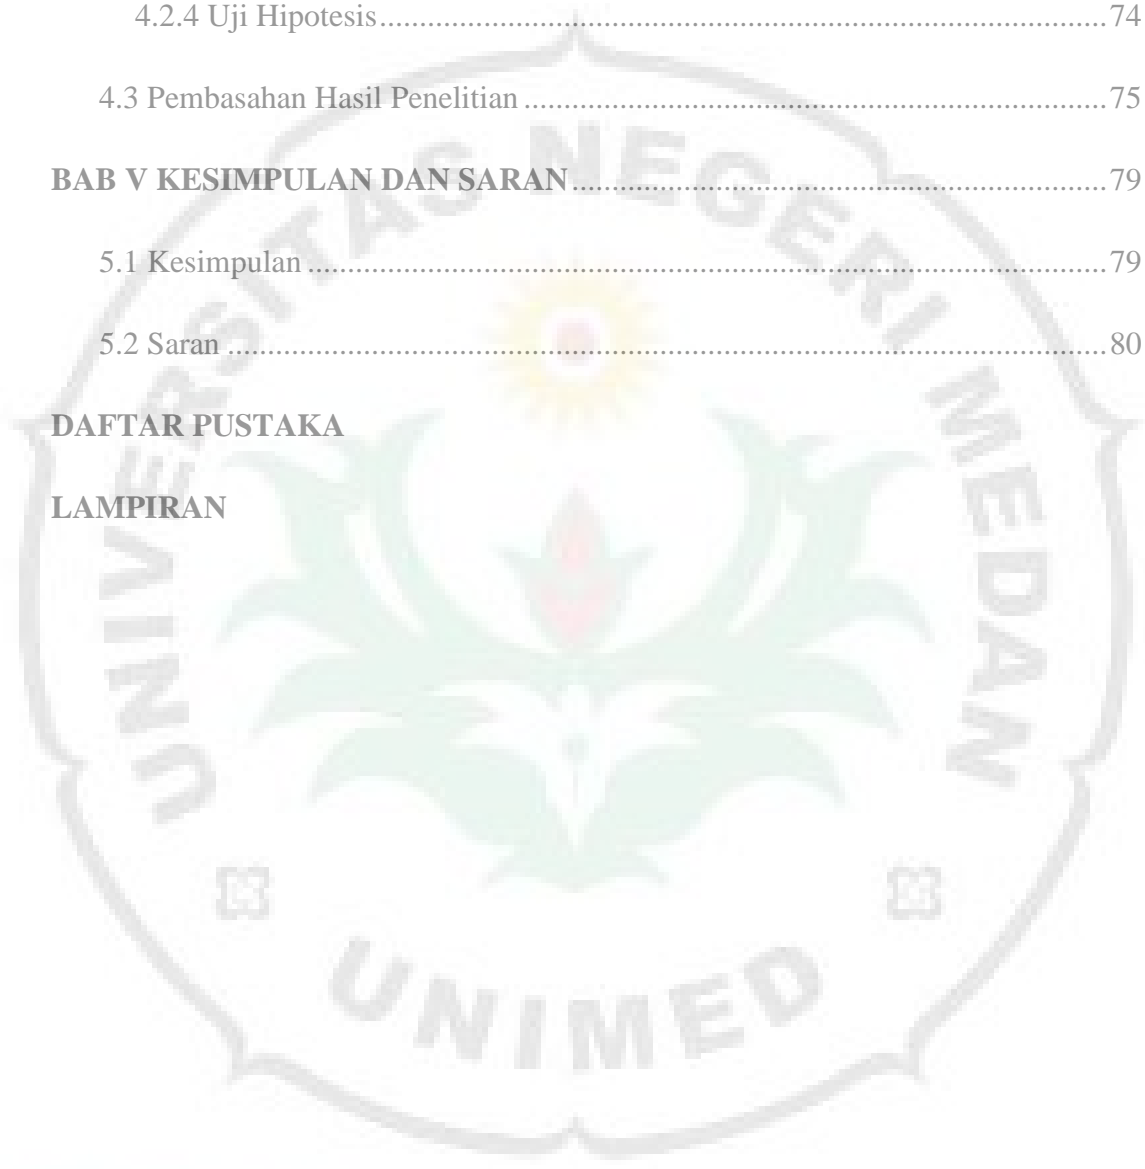 4.2.4 Uji Hipotesis............................................................74
4.3 Pembasahan Hasil Penelitian............................................................75
BAB V KESIMPULAN DAN SARAN............................................................79
5.1 Kesimpulan............................................................79
5.2 Saran............................................................80
DAFTAR PUSTAKA
LAMPIRAN
UNIVERSITAS NEGERI MEDAN
UNIMED